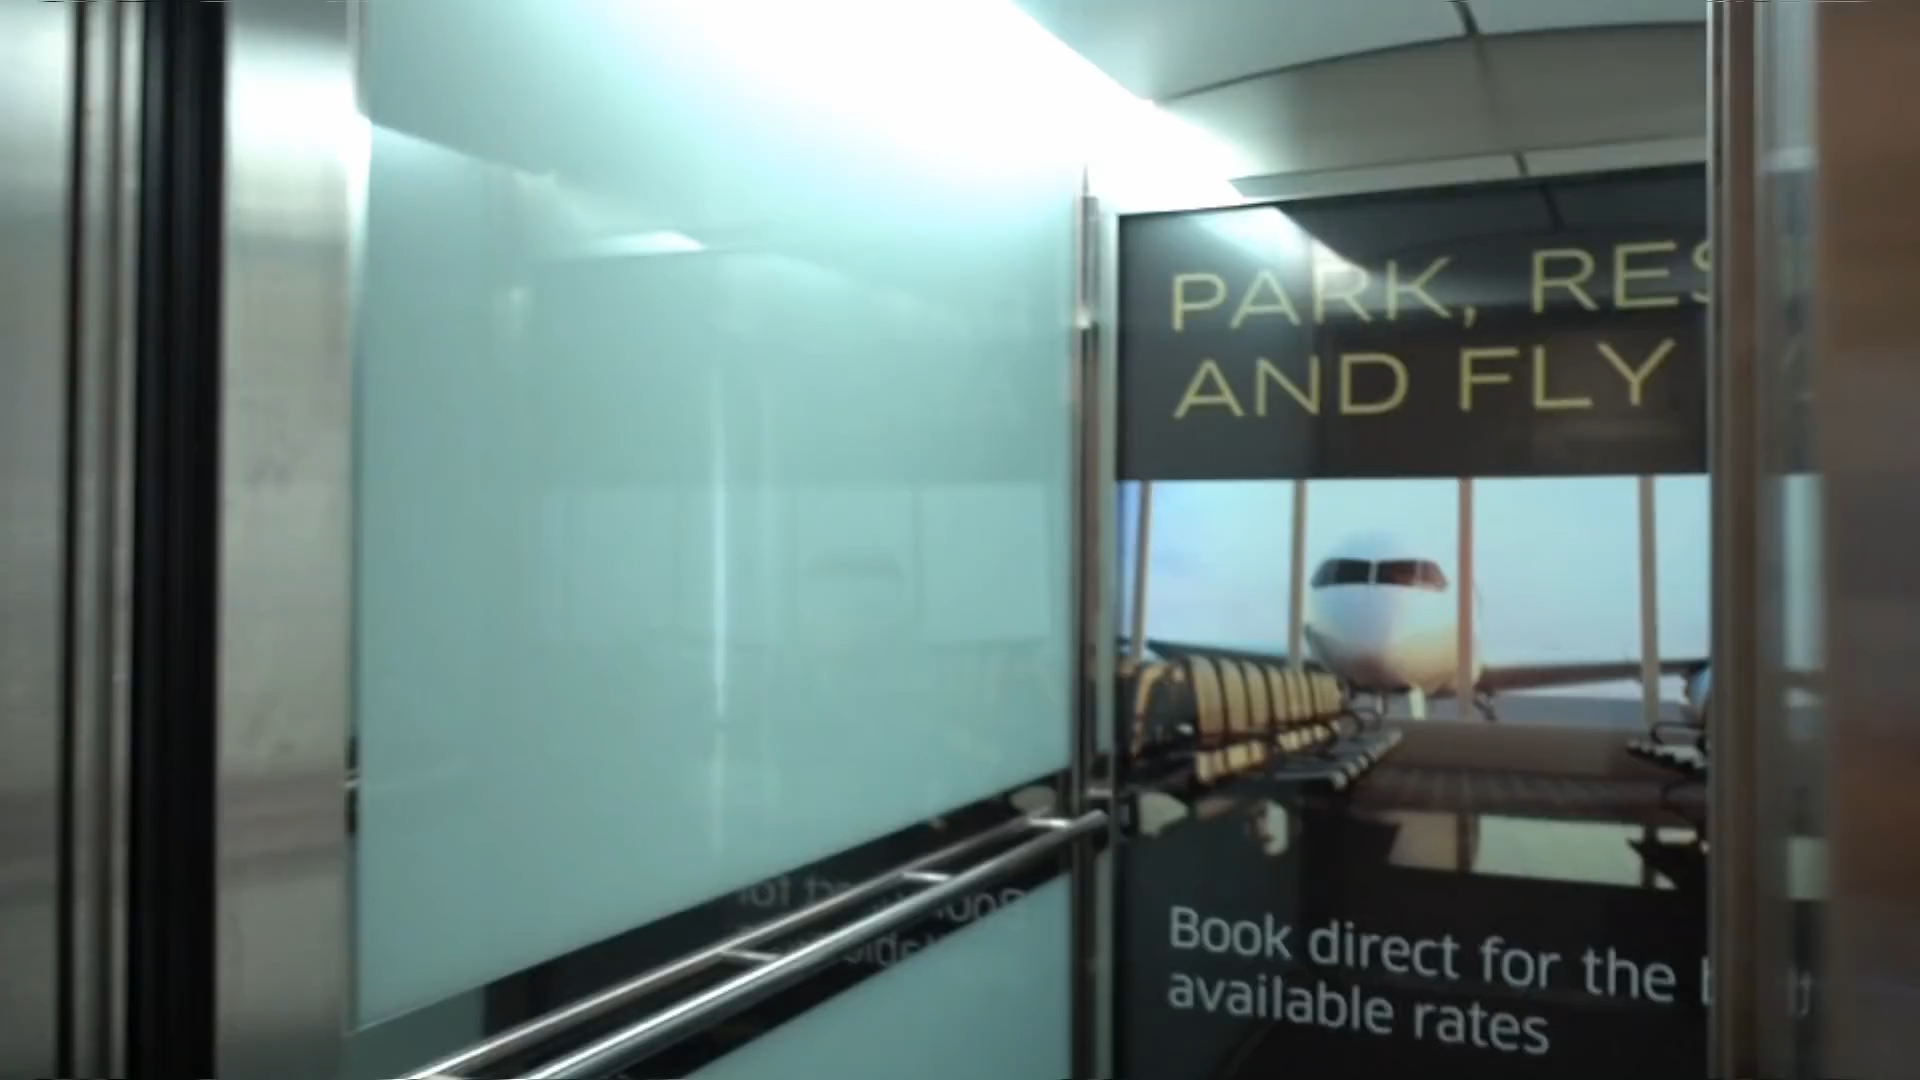 PARK, RES
AND FLY
Book direct for the
available rates